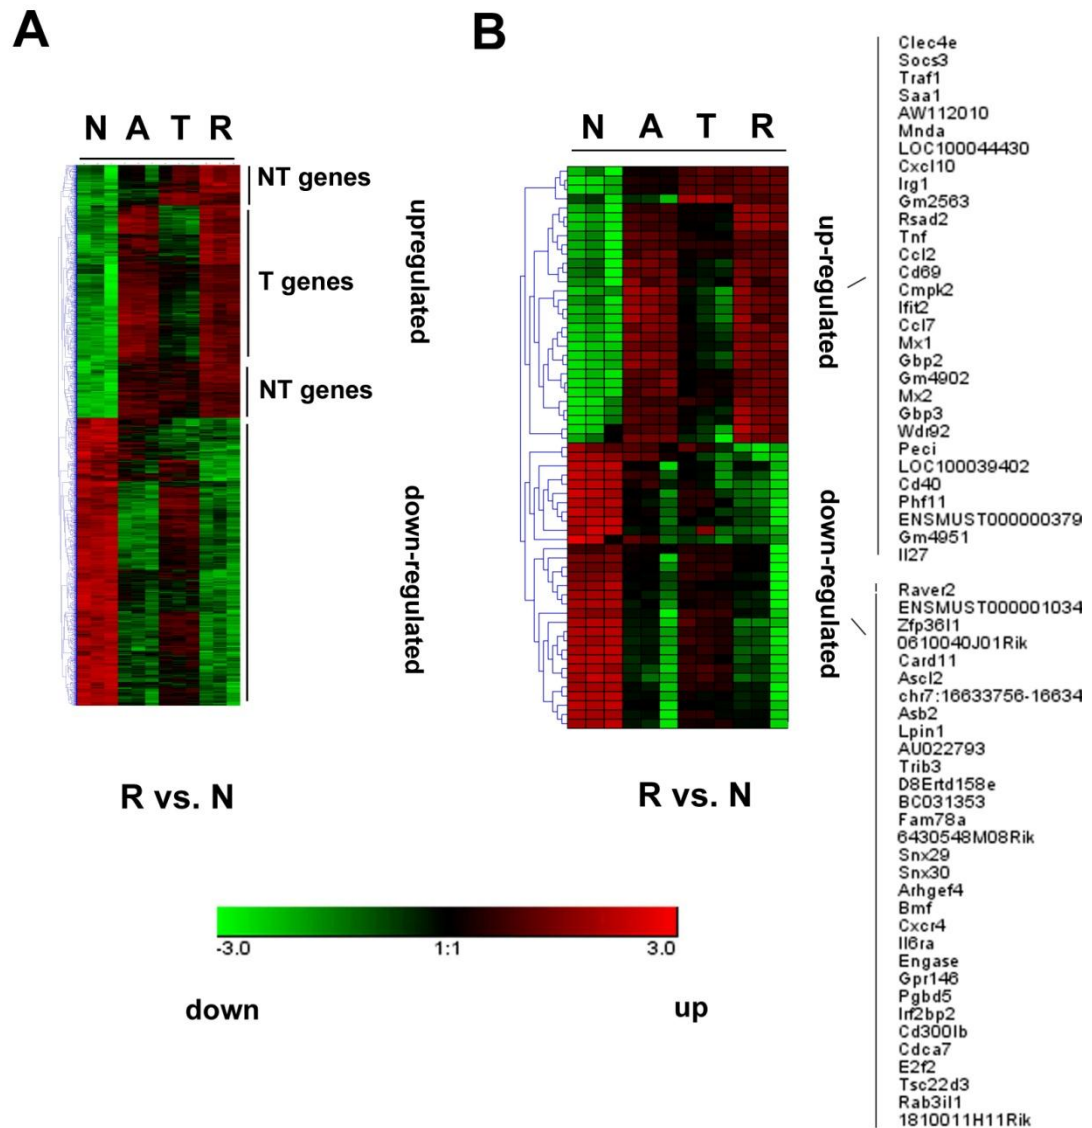 A
B
N A T R
NT genes
T genes
NT genes
upregulated
down-regulated
R vs. N
N A T R
up-regulated
down-regulated
R vs. N
Clec4e
Socs3
Traf1
Saa1
AW112010
Mnda
LOC100044430
Cxcl10
Irg1
Gm2563
Rsad2
Tnf
Ccl2
Cd69
Cmpk2
Ifit2
Ccl7
Mx1
Gbp2
Gm4902
Mx2
Gbp3
Wdr92
Peci
LOC100039402
Cd40
Phf11
ENSMUST000000379
Gm4951
Il27
Raver2
ENSMUST000001034
Zfp36l1
0610040J01Rik
Card11
Ascl2
chr7:16633756-16634
Asb2
Lpin1
AU022793
Trib3
D8Ertd158e
BC031353
Fam78a
6430548M08Rik
Snx29
Snx30
Arhgef4
Bmf
Cxcr4
Il6ra
Engase
Gpr146
Pgbd5
Irf2bp2
Cd300lb
Cdca7
E2f2
Tsc22d3
Rab3il1
1810011H11Rik
-3.0 1:1 3.0
down up